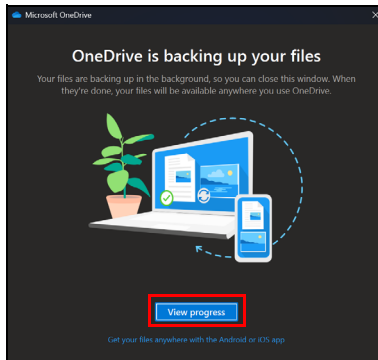 Microsoft OneDrive
OneDrive is backing up your files
Your files are backing up in the background, so you can close this window. When
they're done, your files will be available anywhere you use OneDrive.
View progress
Get your files anywhere with the Android or iOS app